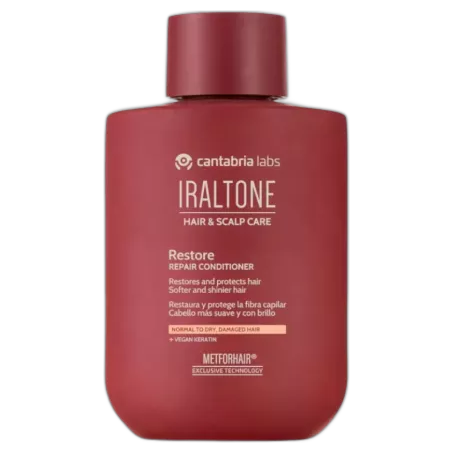 cantabria labs
IRALTONE
HAIR & SCALP CARE
Restore
REPAIR CONDITIONER
Restores and protects hair
Softer and shinier hair
Restaura y protege la fibra capilar
Cabello más suave y con brillo
NORMAL TO DRY, DAMAGED HAIR
+ VEGAN KERATIN
METFORHAIR®
EXCLUSIVE TECHNOLOGY